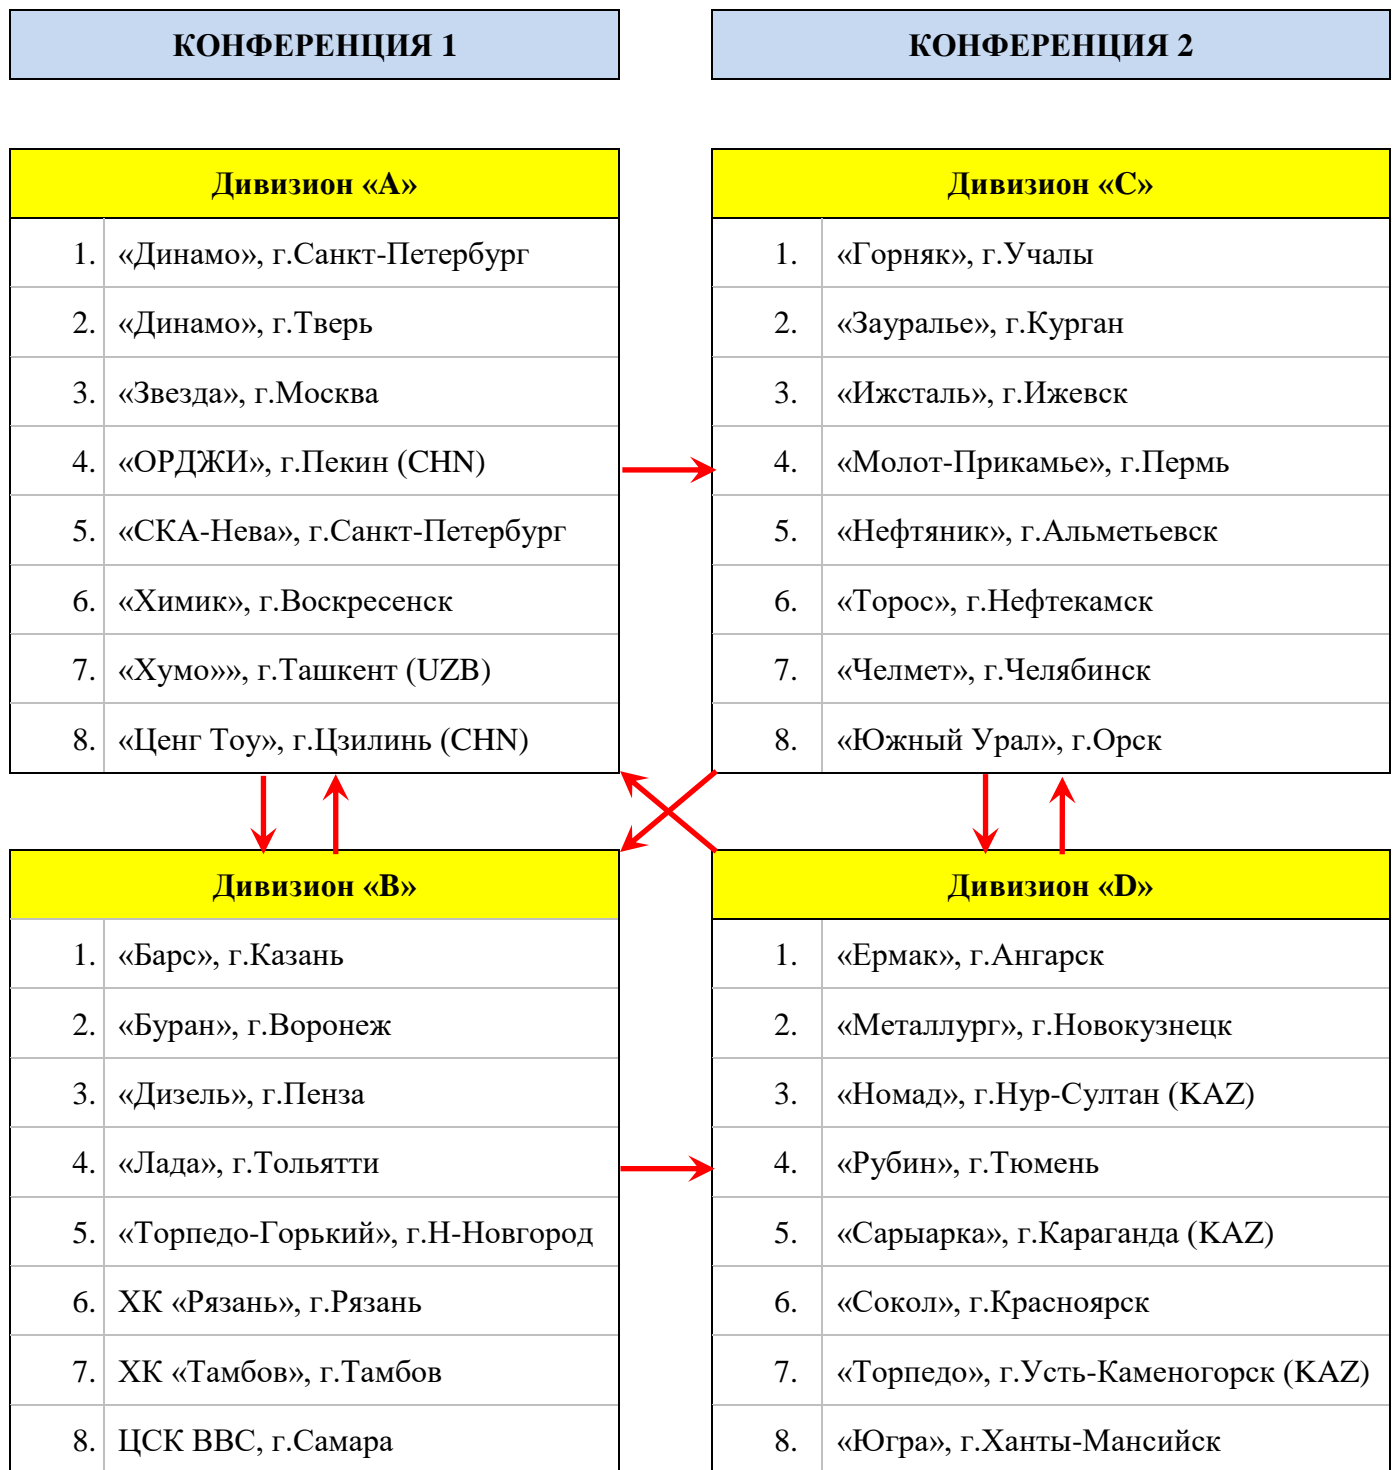 КОНФЕРЕНЦИЯ 1
КОНФЕРЕНЦИЯ 2
Дивизион «А»
1. «Динамо», г.Санкт-Петербург
2. «Динамо», г.Тверь
3. «Звезда», г.Москва
4. «ОРДЖИ», г.Пекин (CHN)
5. «СКА-Нева», г.Санкт-Петербург
6. «Химик», г.Воскресенск
7. «Хумо»», г.Ташкент (UZB)
8. «Ценг Тоу», г.Цзилинь (CHN)
Дивизион «С»
1. «Горняк», г.Учалы
2. «Зауралье», г.Курган
3. «Ижсталь», г.Ижевск
4. «Молот-Прикамье», г.Пермь
5. «Нефтяник», г.Альметьевск
6. «Торос», г.Нефтекамск
7. «Челмет», г.Челябинск
8. «Южный Урал», г.Орск
Дивизион «В»
1. «Барс», г.Казань
2. «Буран», г.Воронеж
3. «Дизель», г.Пенза
4. «Лада», г.Тольятти
5. «Торпедо-Горький», г.Н-Новгород
6. ХК «Рязань», г.Рязань
7. ХК «Тамбов», г.Тамбов
8. ЦСК ВВС, г.Самара
Дивизион «D»
1. «Ермак», г.Ангарск
2. «Металлург», г.Новокузнецк
3. «Номад», г.Нур-Султан (KAZ)
4. «Рубин», г.Тюмень
5. «Сарыарка», г.Караганда (KAZ)
6. «Сокол», г.Красноярск
7. «Торпедо», г.Усть-Каменогорск (KAZ)
8. «Югра», г.Ханты-Мансийск